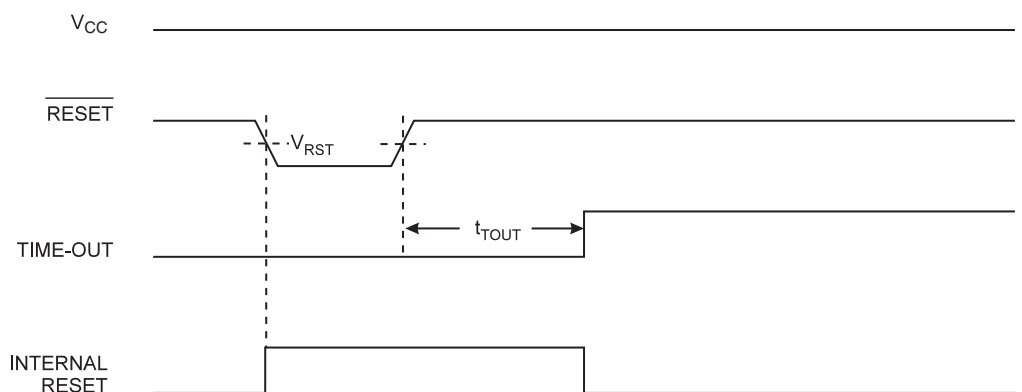 VCC
RESET
VRST
tTOUT
TIME-OUT
INTERNAL
RESET